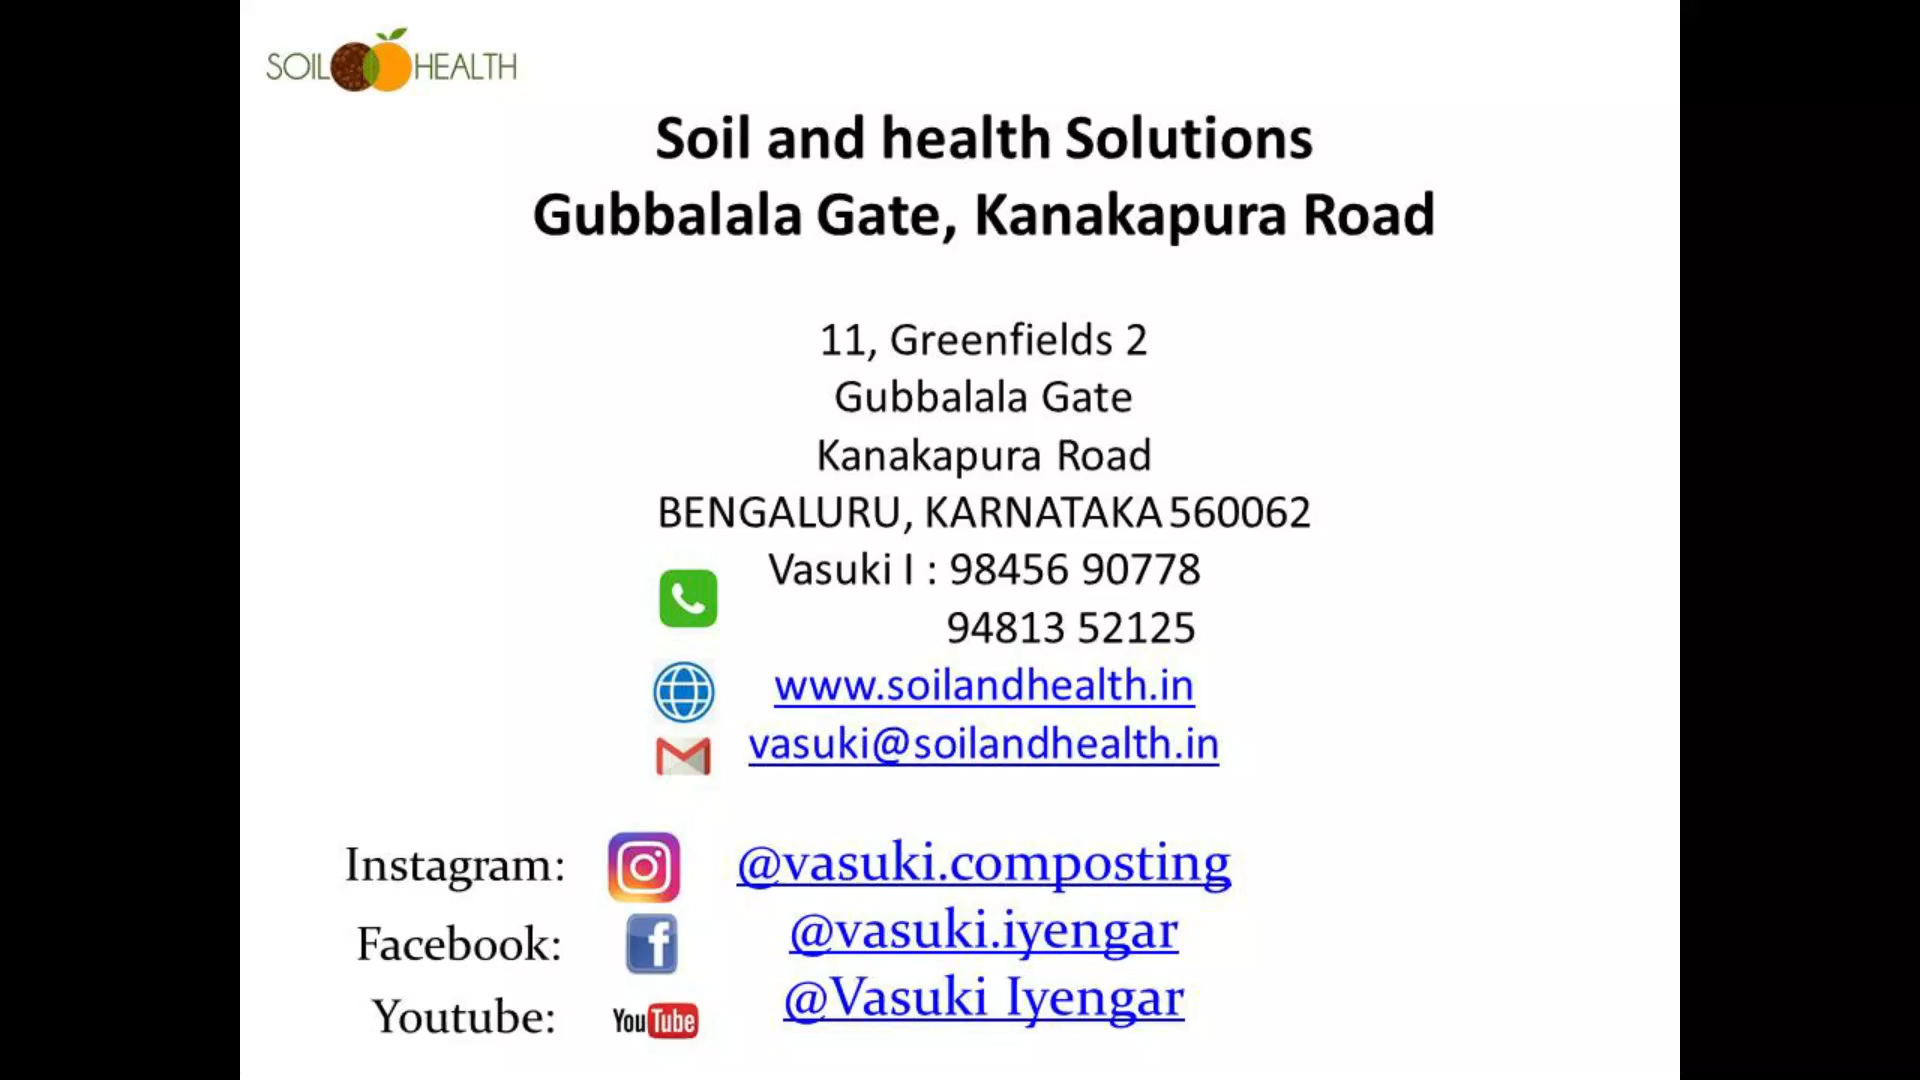 SOIL HEALTH
Soil and health Solutions
Gubbalala Gate, Kanakapura Road
11, Greenfields 2
Gubbalala Gate
Kanakapura Road
BENGALURU, KARNATAKA 560062
Vasuki I : 98456 90778
94813 52125
www.soilandhealth.in
vasuki@soilandhealth.in
Instagram: @vasuki.composting
Facebook: @vasuki.iyengar
Youtube: YouTube @Vasuki Iyengar